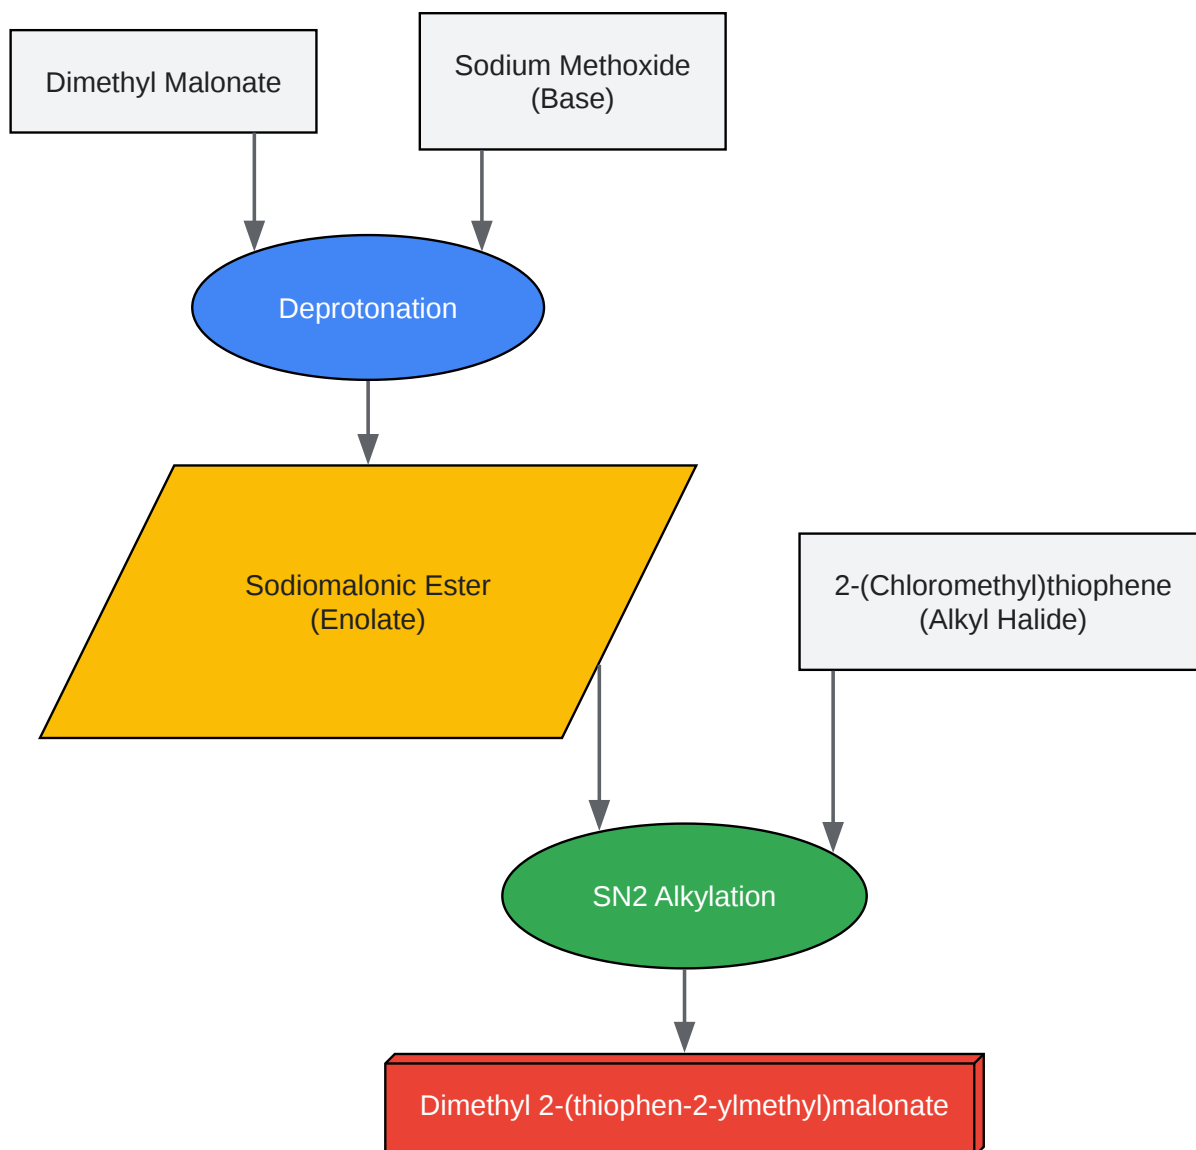 Dimethyl Malonate
Sodium Methoxide
(Base)
Deprotonation
Sodiomalonic Ester
(Enolate)
2-(Chloromethyl)thiophene
(Alkyl Halide)
SN2 Alkylation
Dimethyl 2-(thiophen-2-ylmethyl)malonate